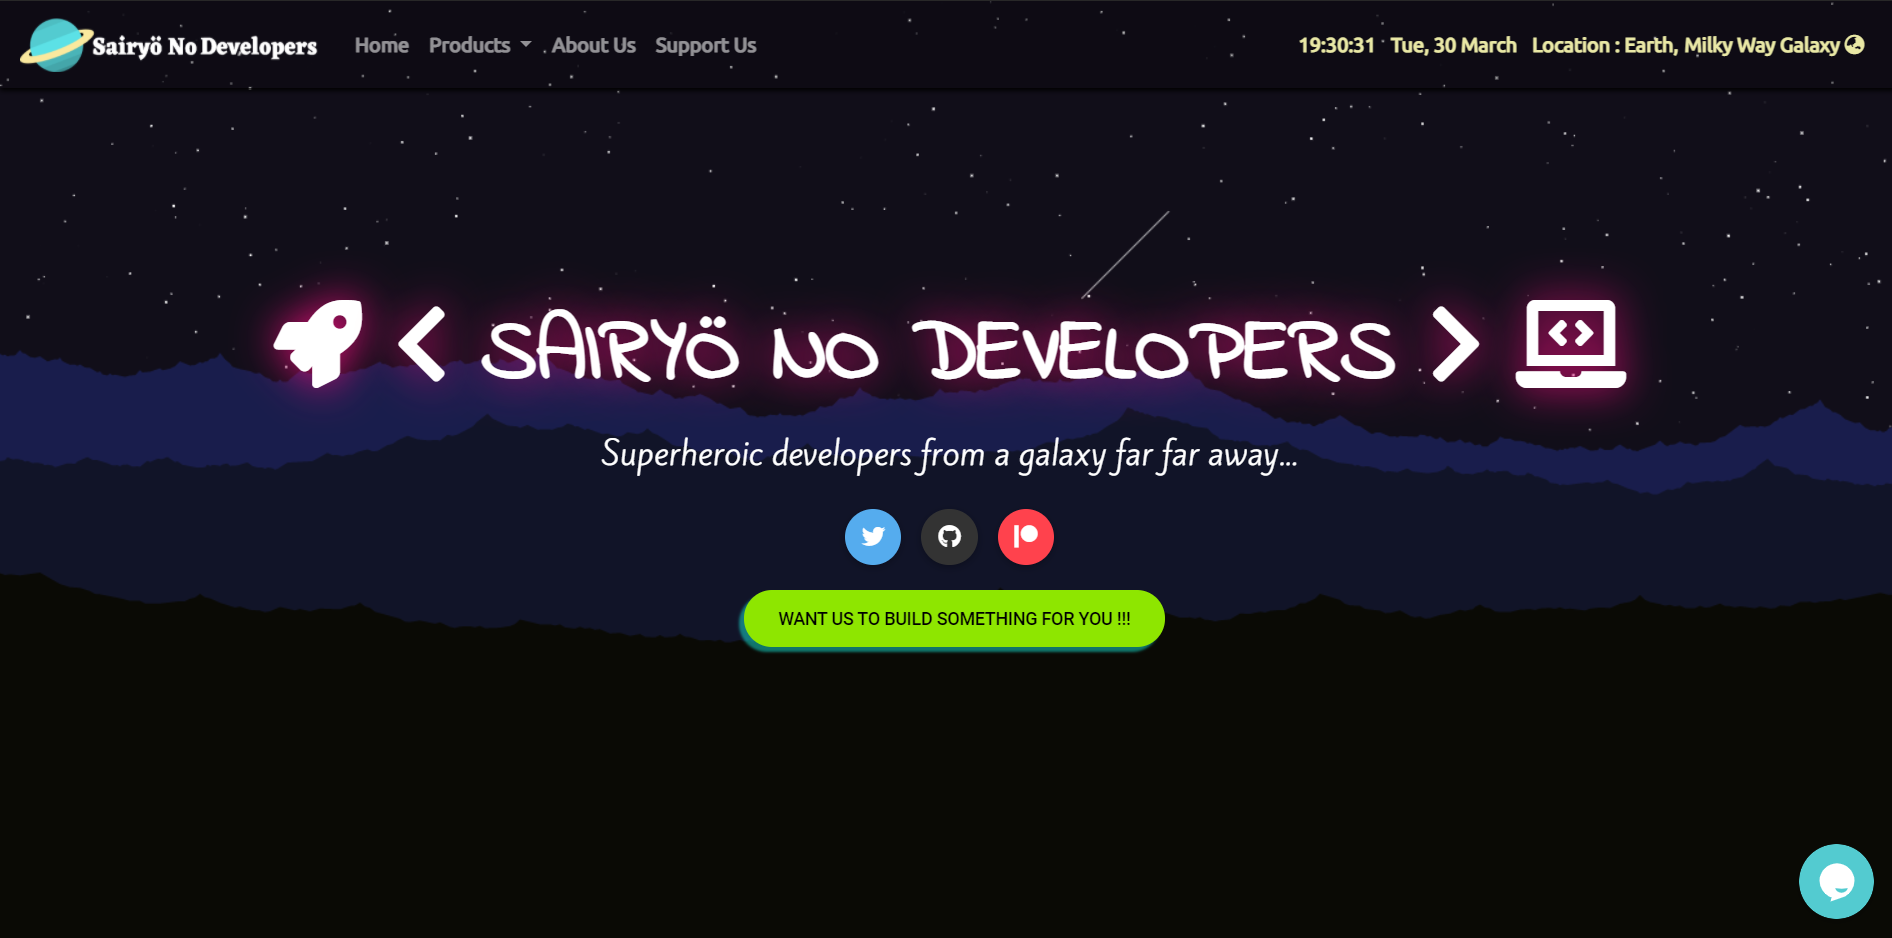 Sairyö No Developers
Home Products About Us Support Us
19:30:31 Tue, 30 March Location : Earth, Milky Way Galaxy
< SAIRYÖ NO DEVELOPERS >
Superheroic developers from a galaxy far far away...
WANT US TO BUILD SOMETHING FOR YOU !!!